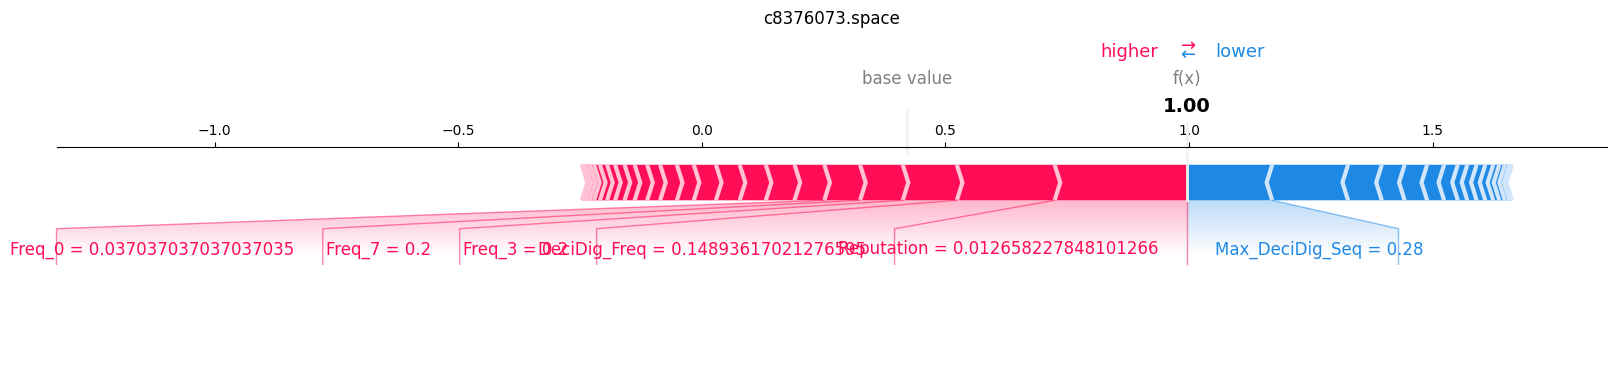 c8376073.space
higher → ← lower
base value f(x)
1.00
−1.0 −0.5 0.0 0.5 1.0 1.5
Freq_0 = 0.037037037037037035 Freq_7 = 0.2 Freq_3 = 0.2 DeciDig_Freq = 0.14893617021276595 Reputation = 0.012658227848101266 Max_DeciDig_Seq = 0.28